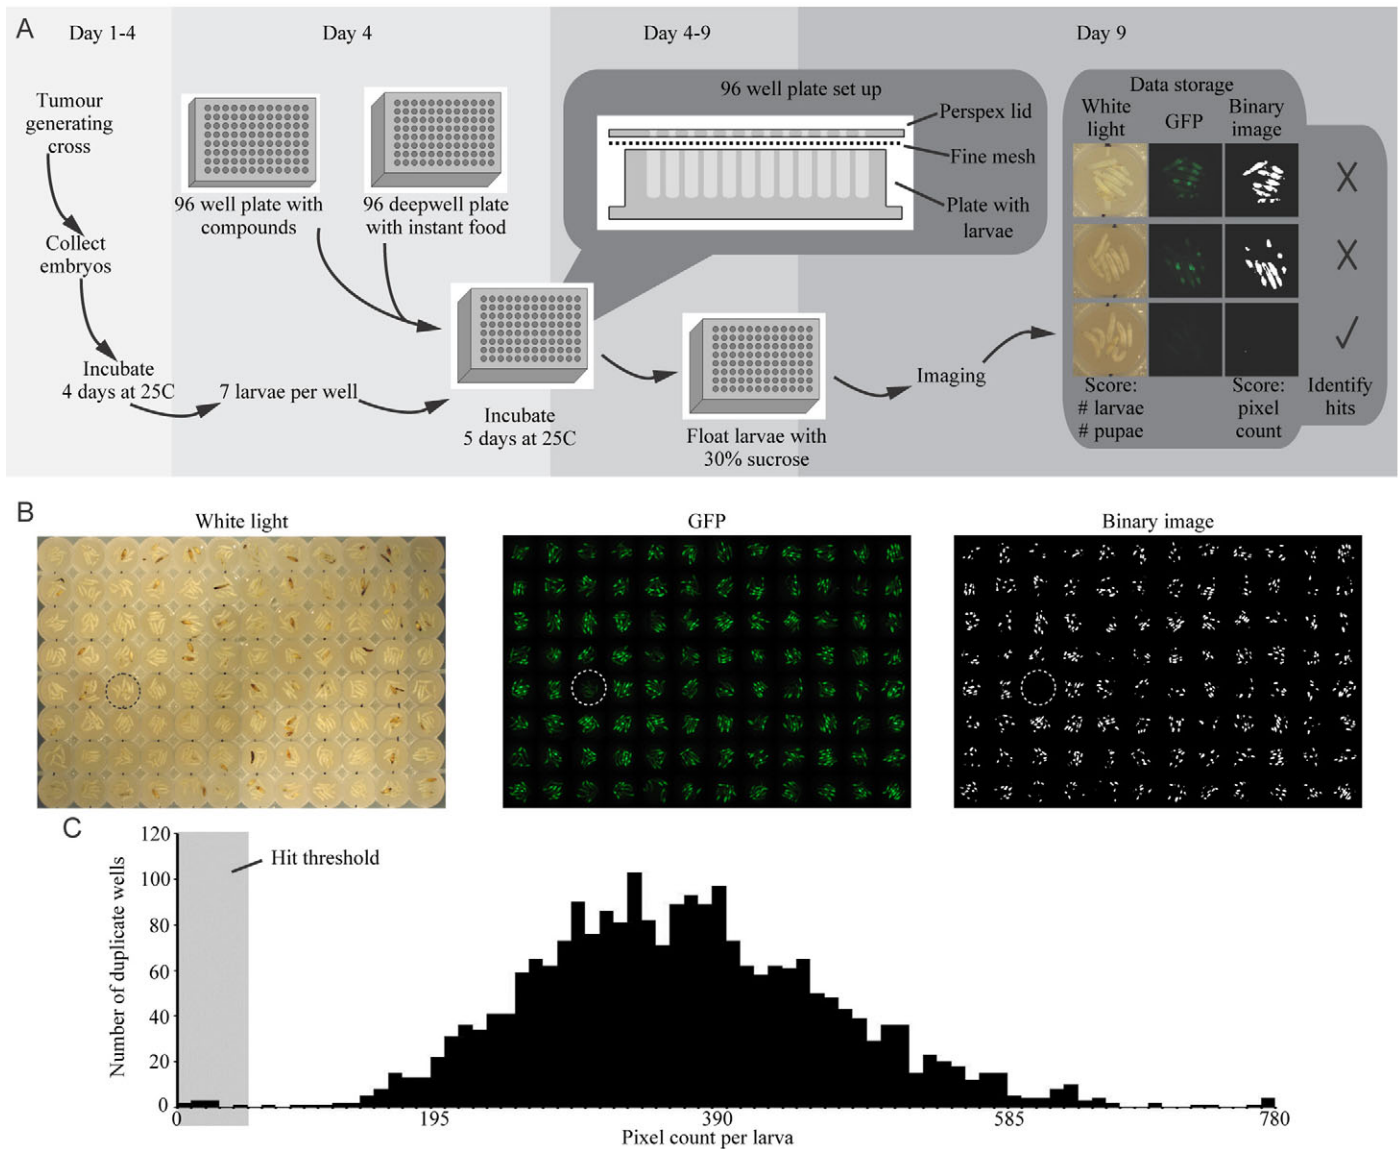 A
Day 1-4
Day 4
Day 4-9
Day 9
Tumour
generating
cross
Collect
embryos
Incubate
4 days at 25C
96 well plate with
compounds
96 deepwell plate
with instant food
7 larvae per well
Incubate
5 days at 25C
96 well plate set up
Perspex lid
Fine mesh
Plate with
larvae
Float larvae with
30% sucrose
Imaging
Data storage
White
light
GFP
Binary
image
Score:
# larvae
# pupae
Score:
pixel
count
Identify
hits
B
White light
GFP
Binary image
C
Number of duplicate wells
120
100
80
60
40
20
0
Hit threshold
0
195
390
585
780
Pixel count per larva